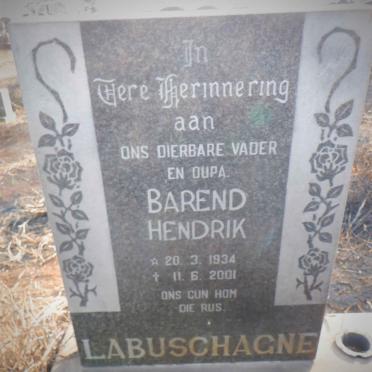 In
Tere Herinnering
aan
ONS DIERBARE VADER
EN OUPA.
BAREND
HENDRIK
☆ 20. 3. 1934
† 11. 6. 2001
ONS GUN HOM
DIE RUS.
LABUSCHAGNE